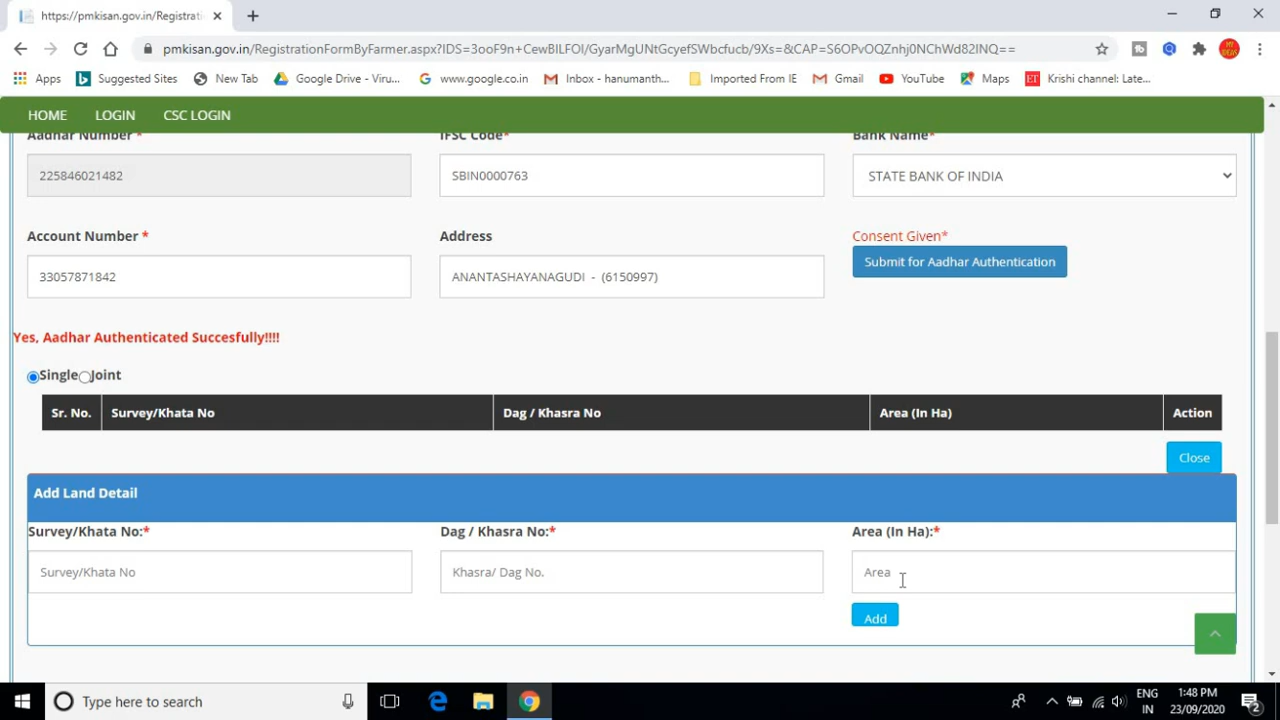 https://pmkisan.gov.in/Registrati
pmkisan.gov.in/RegistrationFormByFarmer.aspx?IDS=3ooF9n+CewBILFOI/GyarMgUNtGcyefSWbcfucb/9Xs=&CAP=S6OPvOQZnhj0NChWd82INQ==
Apps Suggested Sites New Tab Google Drive - Viru... www.google.co.in Inbox - hanumanth... Imported From IE Gmail YouTube Maps ET Krishi channel: Late...
HOME LOGIN CSC LOGIN
Aadhar Number * IFSC Code* Bank Name*
225846021482 SBIN0000763 STATE BANK OF INDIA
Account Number * Address Consent Given*
33057871842 ANANTASHAYANAGUDI - (6150997) Submit for Aadhar Authentication
Yes, Aadhar Authenticated Succesfully!!!!
Single Joint
Sr. No. Survey/Khata No Dag / Khasra No Area (In Ha) Action
Close
Add Land Detail
Survey/Khata No:* Dag / Khasra No:* Area (In Ha):*
Survey/Khata No Khasra/ Dag No. Area
Add
Type here to search
ENG 1:48 PM
IN 23/09/2020 2